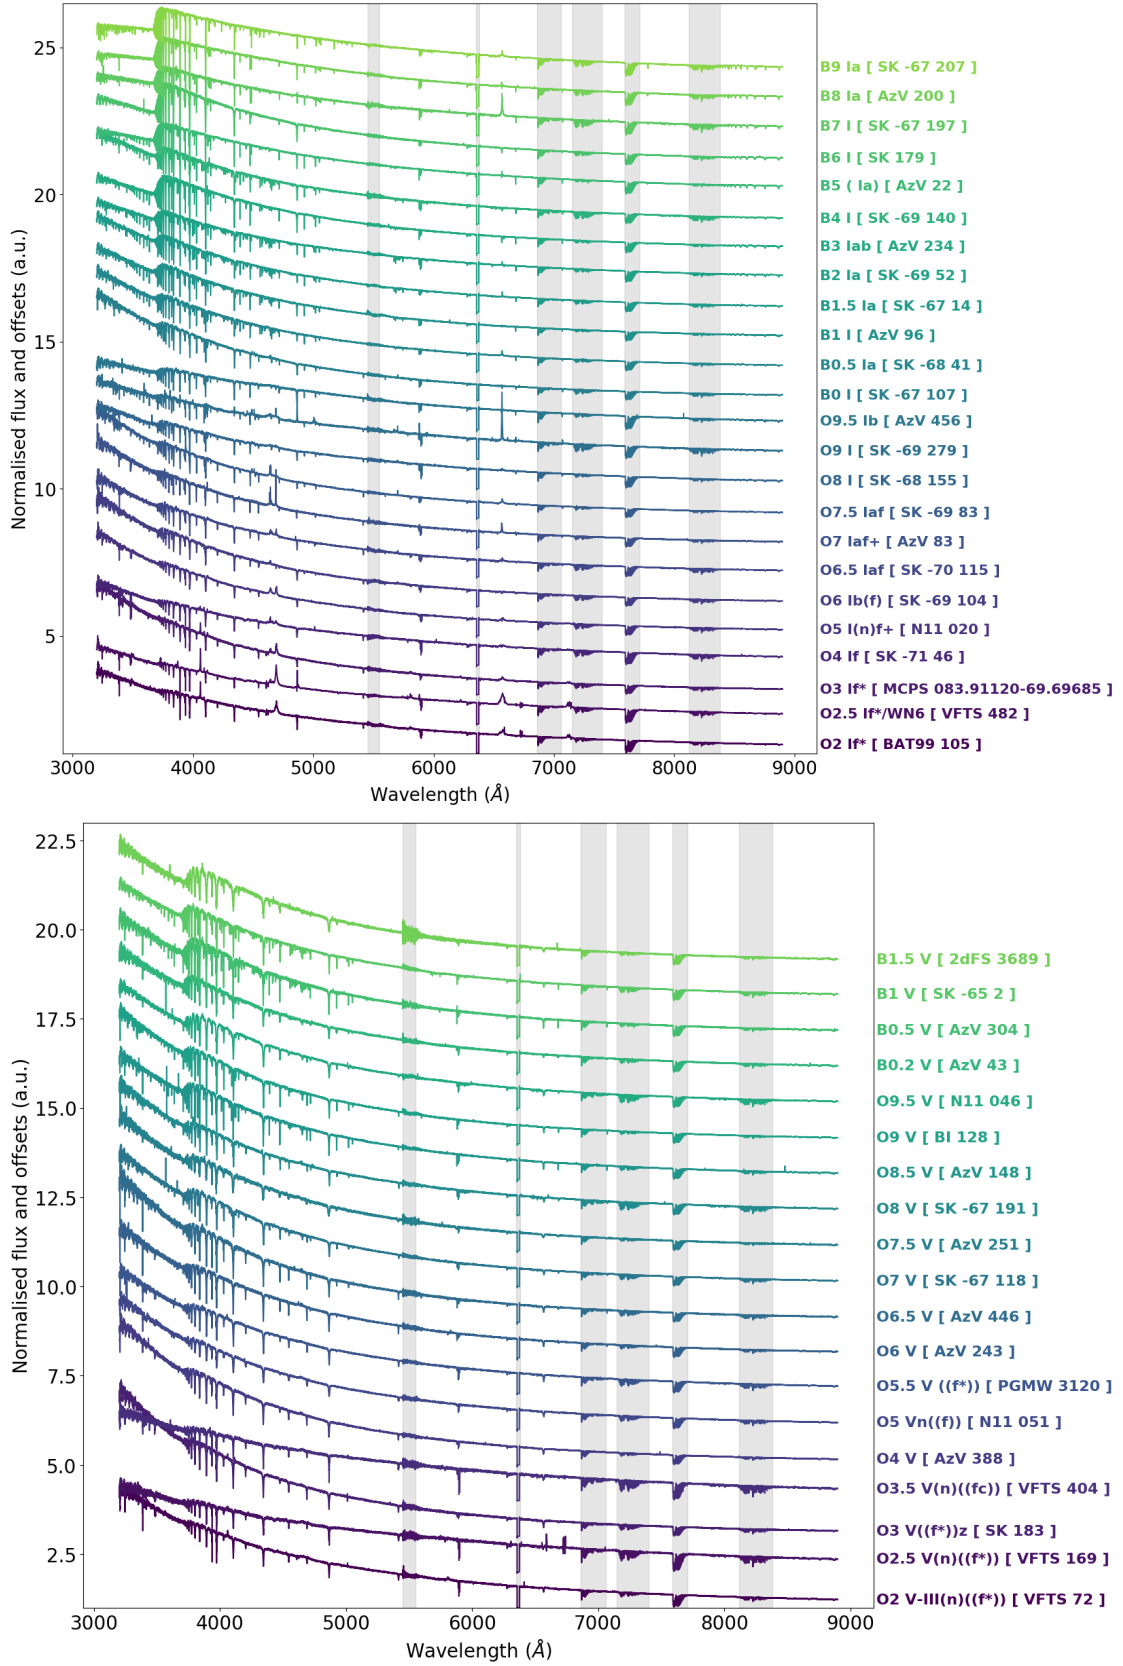 25
20
15
10
5
Normalised flux and offsets (a.u.)
B9 Ia [ SK -67 207 ]
B8 Ia [ AzV 200 ]
B7 I [ SK -67 197 ]
B6 I [ SK 179 ]
B5 ( Ia) [ AzV 22 ]
B4 I [ SK -69 140 ]
B3 Iab [ AzV 234 ]
B2 Ia [ SK -69 52 ]
B1.5 Ia [ SK -67 14 ]
B1 I [ AzV 96 ]
B0.5 Ia [ SK -68 41 ]
B0 I [ SK -67 107 ]
O9.5 Ib [ AzV 456 ]
O9 I [ SK -69 279 ]
O8 I [ SK -68 155 ]
O7.5 Iaf [ SK -69 83 ]
O7 Iaf+ [ AzV 83 ]
O6.5 Iaf [ SK -70 115 ]
O6 Ib(f) [ SK -69 104 ]
O5 I(n)f+ [ N11 020 ]
O4 If [ SK -71 46 ]
O3 If* [ MCPS 083.91120-69.69685 ]
O2.5 If*/WN6 [ VFTS 482 ]
O2 If* [ BAT99 105 ]
3000 4000 5000 6000 7000 8000 9000
Wavelength (Å)
22.5
20.0
17.5
15.0
12.5
10.0
7.5
5.0
2.5
Normalised flux and offsets (a.u.)
B1.5 V [ 2dFS 3689 ]
B1 V [ SK -65 2 ]
B0.5 V [ AzV 304 ]
B0.2 V [ AzV 43 ]
O9.5 V [ N11 046 ]
O9 V [ BI 128 ]
O8.5 V [ AzV 148 ]
O8 V [ SK -67 191 ]
O7.5 V [ AzV 251 ]
O7 V [ SK -67 118 ]
O6.5 V [ AzV 446 ]
O6 V [ AzV 243 ]
O5.5 V ((f*)) [ PGMW 3120 ]
O5 Vn((f)) [ N11 051 ]
O4 V [ AzV 388 ]
O3.5 V(n)((fc)) [ VFTS 404 ]
O3 V((f*))z [ SK 183 ]
O2.5 V(n)((f*)) [ VFTS 169 ]
O2 V-III(n)((f*)) [ VFTS 72 ]
3000 4000 5000 6000 7000 8000 9000
Wavelength (Å)